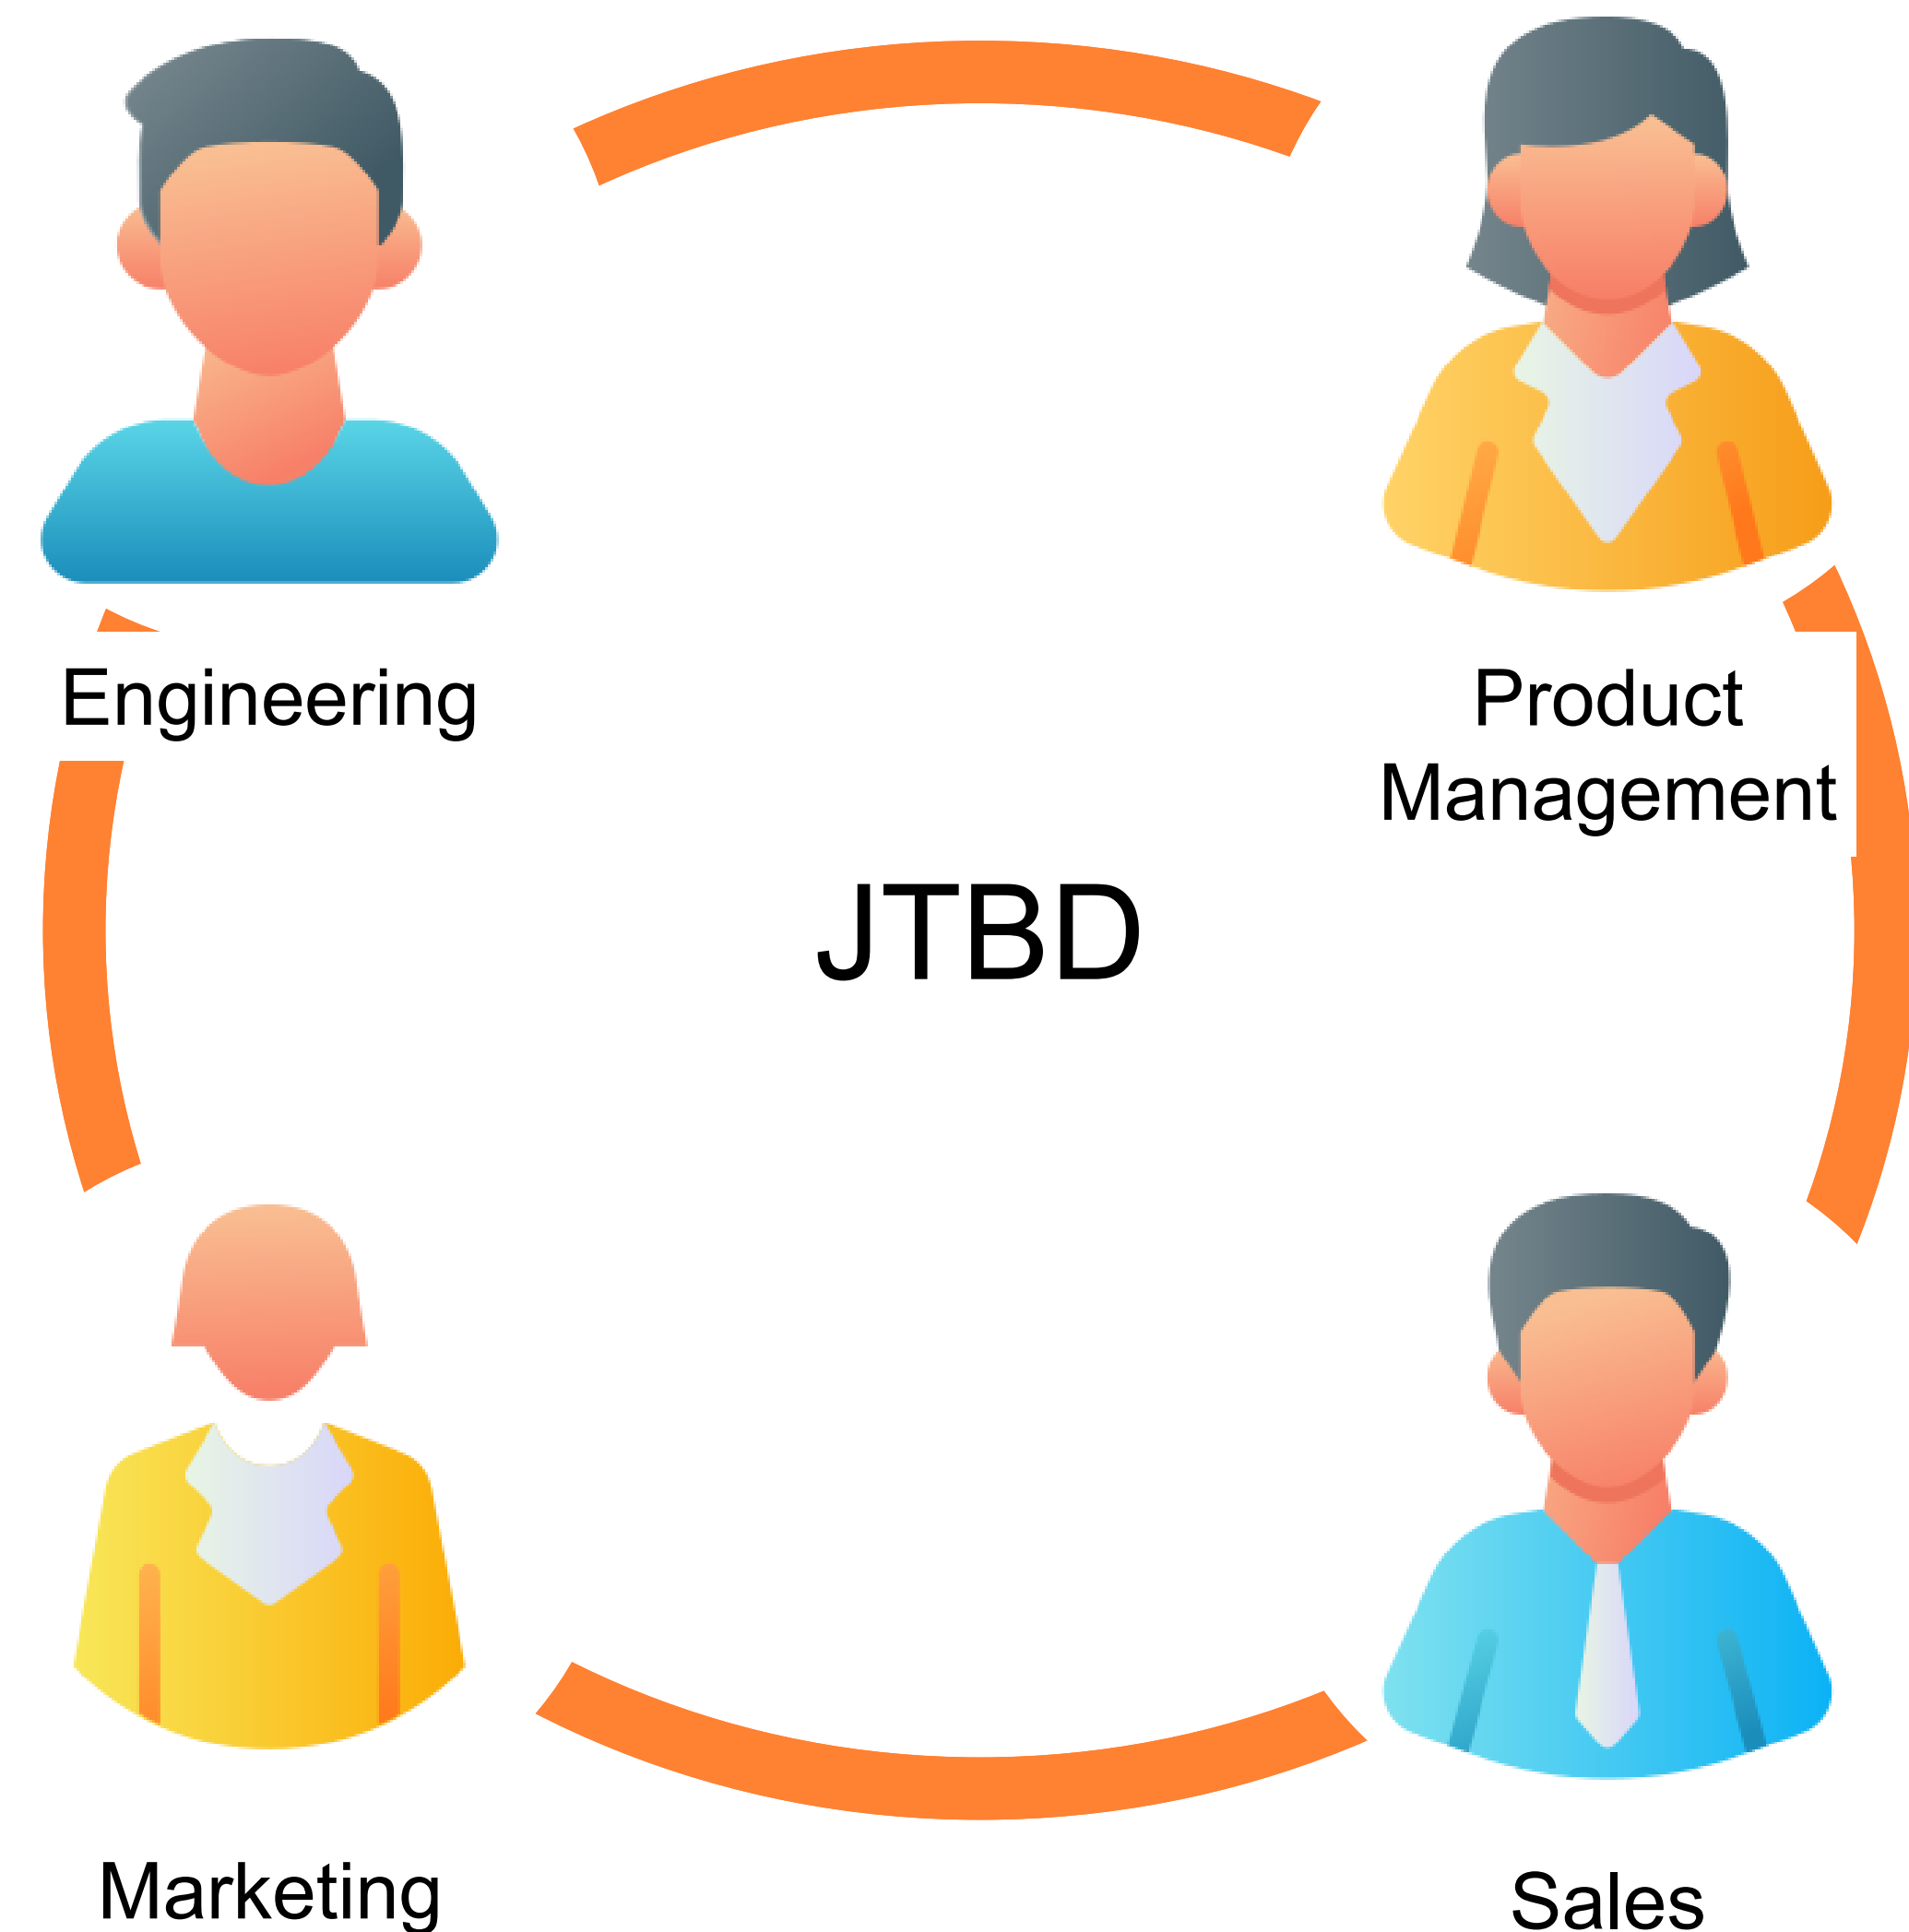 Engineering
Product
Management
JTBD
Marketing
Sales